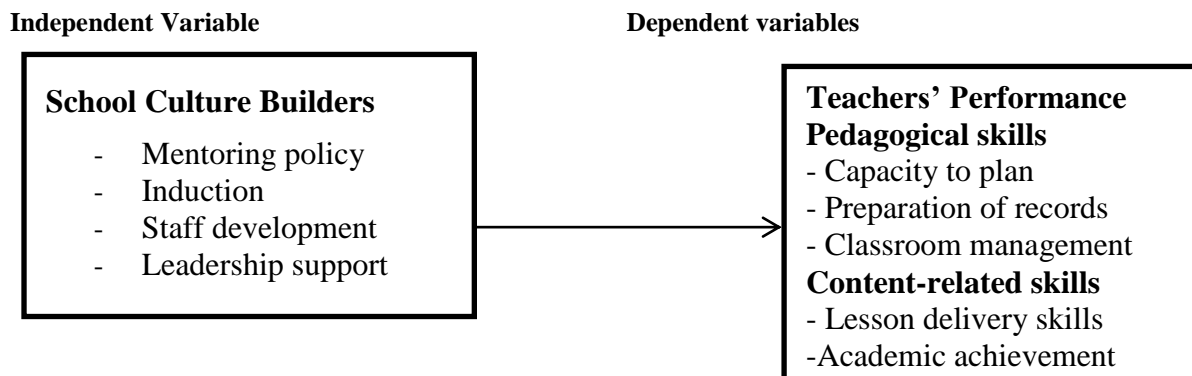 Independent Variable
Dependent variables
School Culture Builders
- Mentoring policy
- Induction
- Staff development
- Leadership support
Teachers’ Performance
Pedagogical skills
- Capacity to plan
- Preparation of records
- Classroom management
Content-related skills
- Lesson delivery skills
-Academic achievement